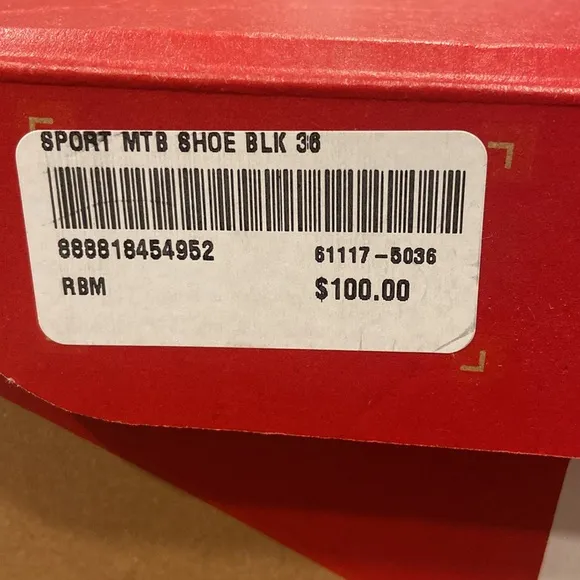 SPORT MTB SHOE BLK 36
888818454952 61117-5036
RBM $100.00